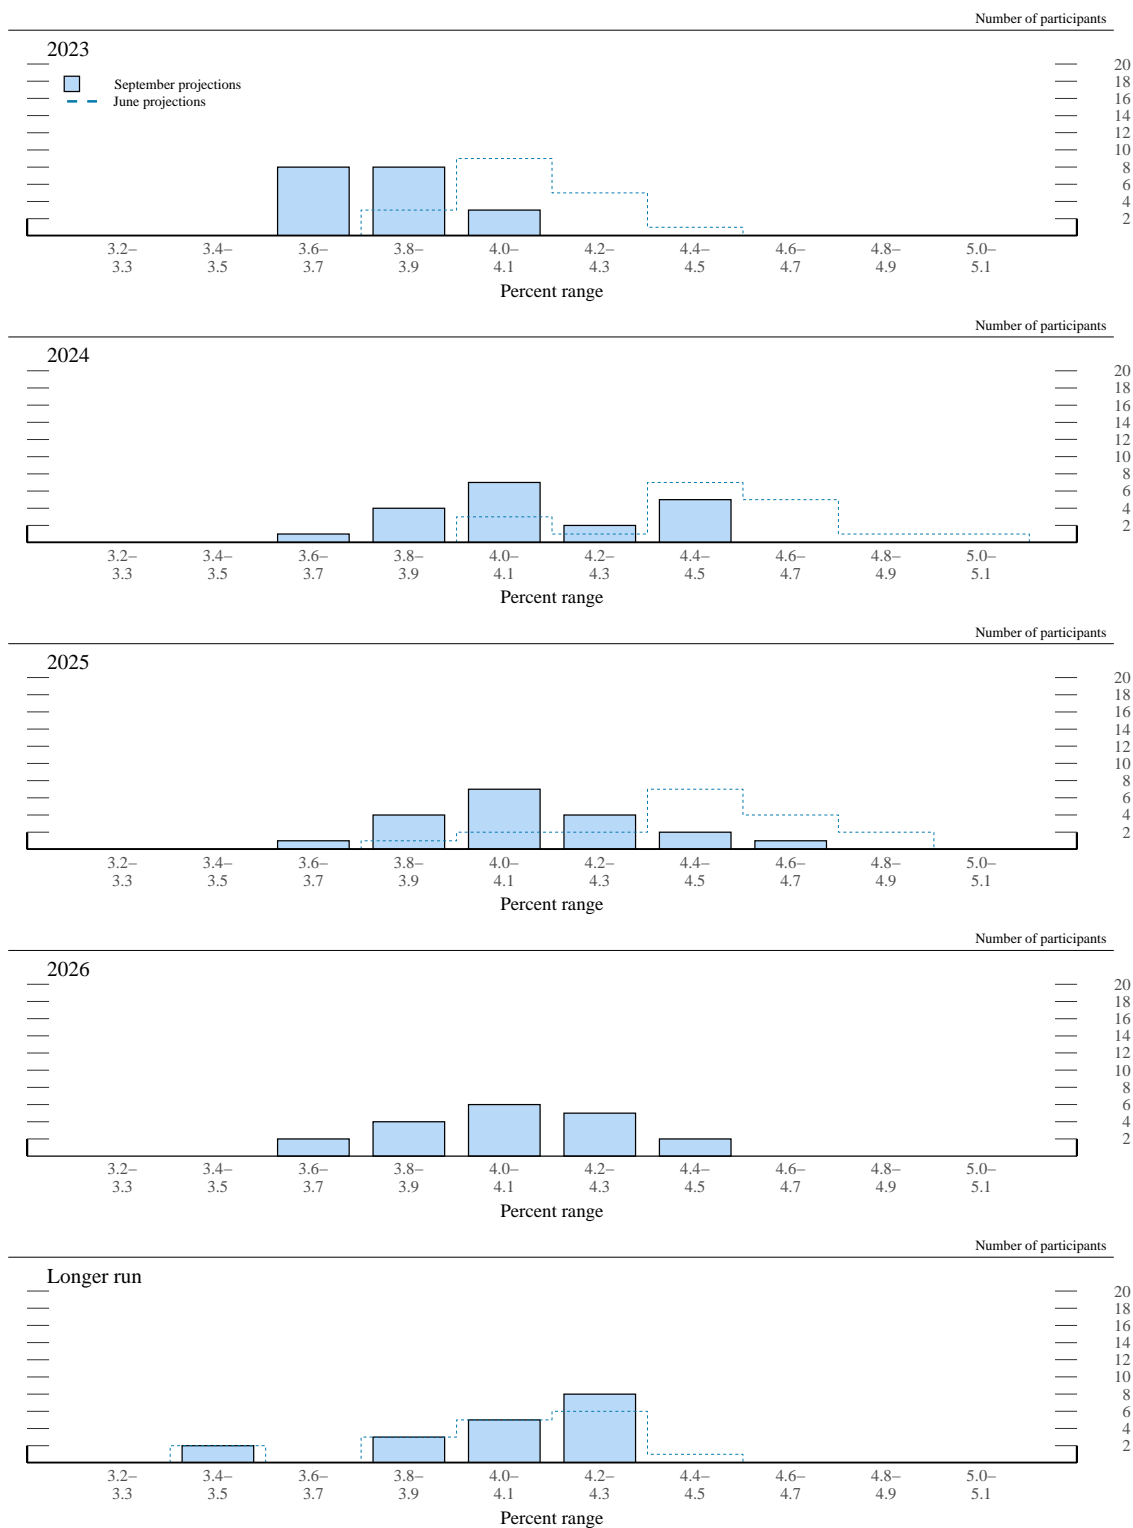 Number of participants
2023
September projections
June projections
20
18
16
14
12
10
8
6
4
2
3.2– 3.4– 3.6– 3.8– 4.0– 4.2– 4.4– 4.6– 4.8– 5.0–
3.3 3.5 3.7 3.9 4.1 4.3 4.5 4.7 4.9 5.1
Percent range
Number of participants
2024
20
18
16
14
12
10
8
6
4
2
3.2– 3.4– 3.6– 3.8– 4.0– 4.2– 4.4– 4.6– 4.8– 5.0–
3.3 3.5 3.7 3.9 4.1 4.3 4.5 4.7 4.9 5.1
Percent range
Number of participants
2025
20
18
16
14
12
10
8
6
4
2
3.2– 3.4– 3.6– 3.8– 4.0– 4.2– 4.4– 4.6– 4.8– 5.0–
3.3 3.5 3.7 3.9 4.1 4.3 4.5 4.7 4.9 5.1
Percent range
Number of participants
2026
20
18
16
14
12
10
8
6
4
2
3.2– 3.4– 3.6– 3.8– 4.0– 4.2– 4.4– 4.6– 4.8– 5.0–
3.3 3.5 3.7 3.9 4.1 4.3 4.5 4.7 4.9 5.1
Percent range
Number of participants
Longer run
20
18
16
14
12
10
8
6
4
2
3.2– 3.4– 3.6– 3.8– 4.0– 4.2– 4.4– 4.6– 4.8– 5.0–
3.3 3.5 3.7 3.9 4.1 4.3 4.5 4.7 4.9 5.1
Percent range